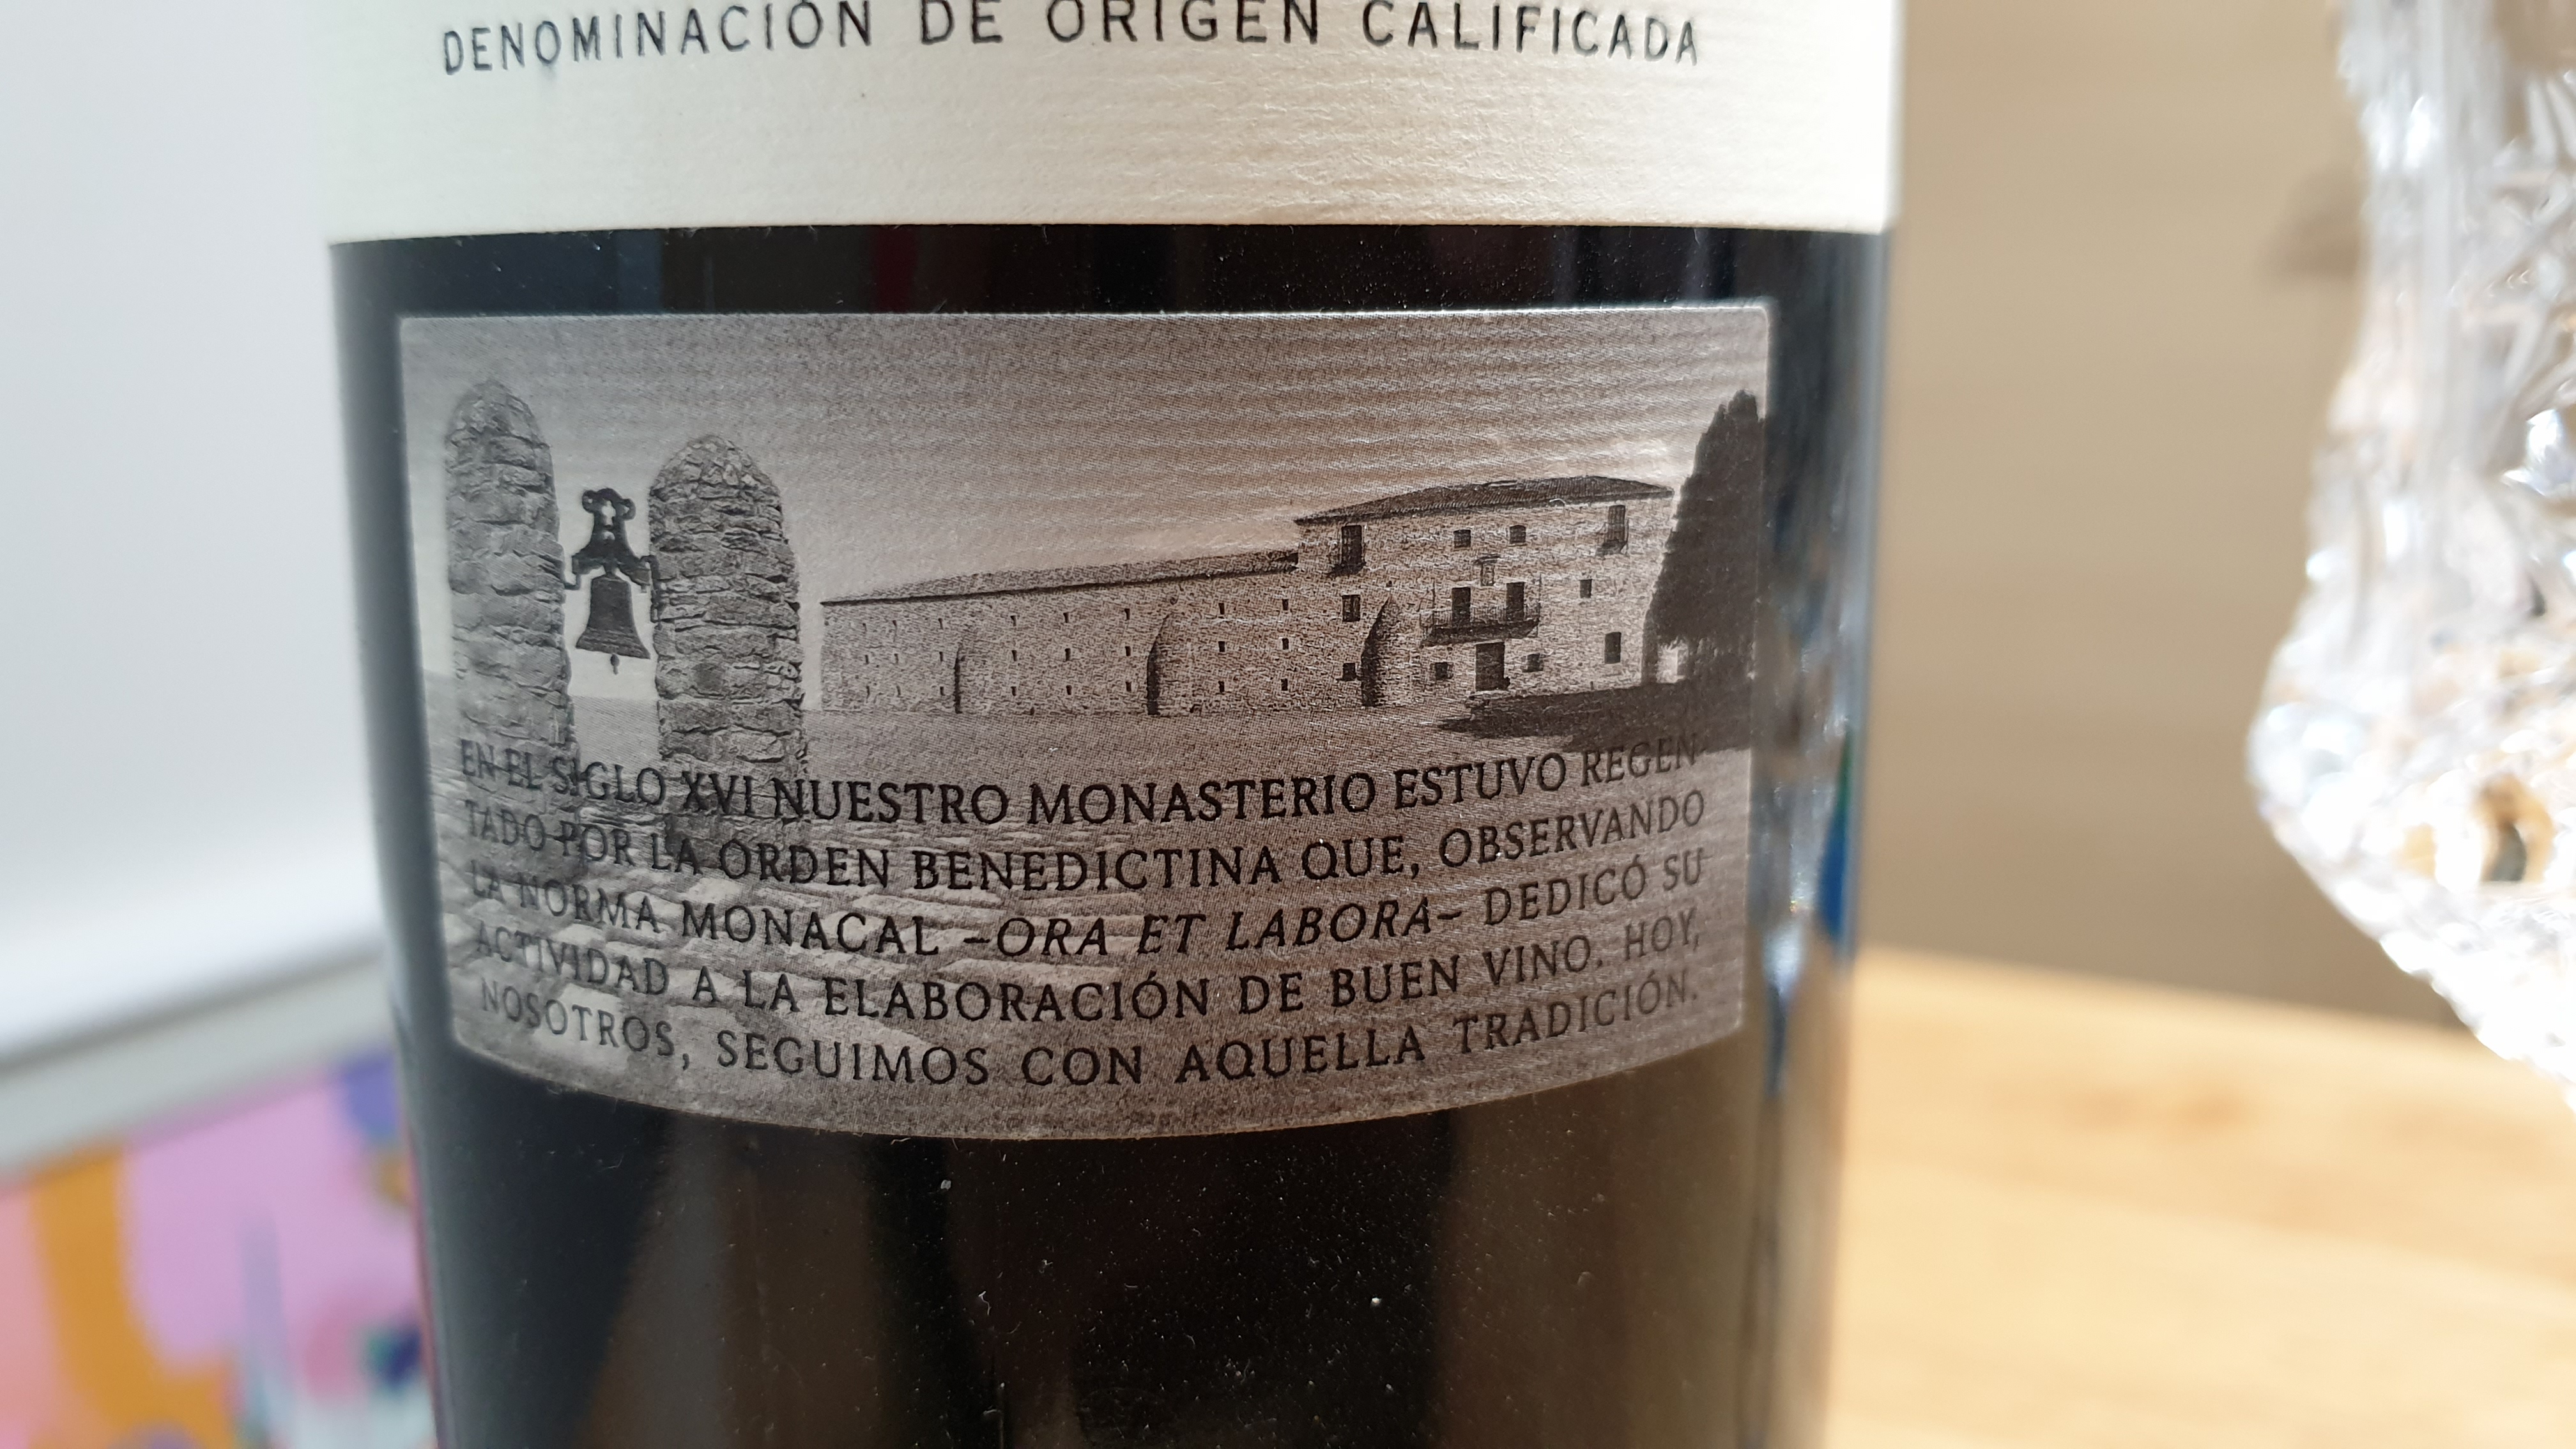 DENOMINACIÓN DE ORIGEN CALIFICADA
EN EL SIGLO XVI NUESTRO MONASTERIO ESTUVO REGEN-
TADO POR LA ORDEN BENEDICTINA QUE, OBSERVANDO
LA NORMA MONACAL –ORA ET LABORA– DEDICÓ SU
ACTIVIDAD A LA ELABORACIÓN DE BUEN VINO. HOY,
NOSOTROS, SEGUIMOS CON AQUELLA TRADICIÓN.